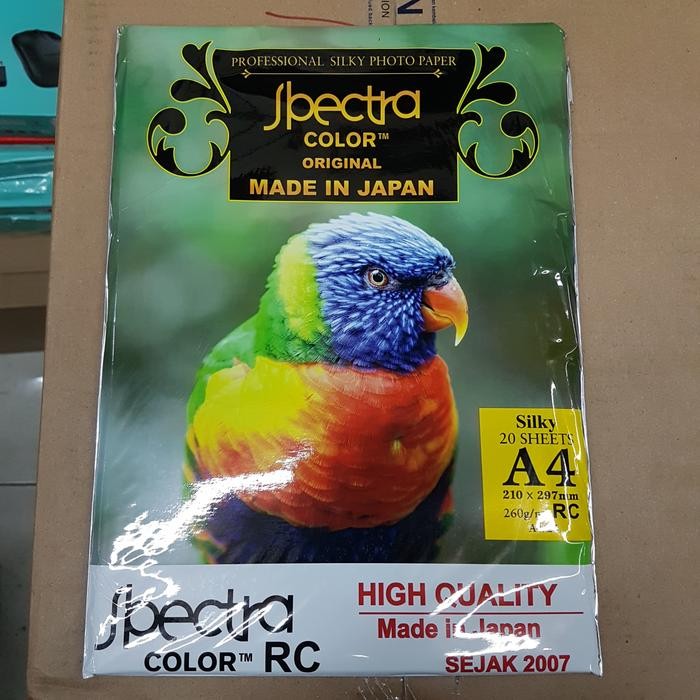 PROFESSIONAL SILKY PHOTO PAPER
Spectra
COLOR™
ORIGINAL
MADE IN JAPAN
Silky
20 SHEETS
A4
210 x 297mm
260g/ RC
Spectra
COLOR™ RC
HIGH QUALITY
Made in Japan
SEJAK 2007